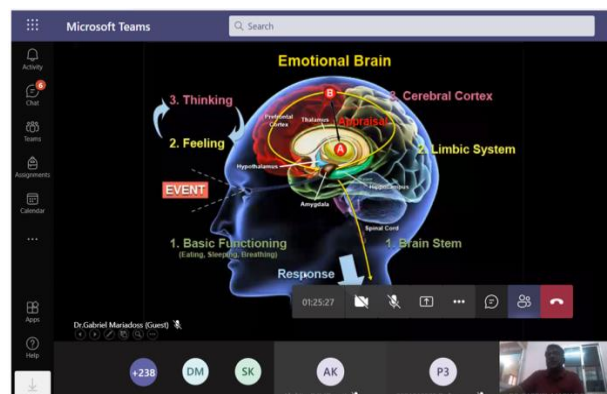 Microsoft Teams
Search
Activity
6
Chat
Teams
Assignments
Calendar
...
Apps
Help
Emotional Brain
3. Thinking
3. Cerebral Cortex
B
Prefrontal
Cortex
Thalamus
Appraisal
2. Feeling
A
2. Limbic System
Hypothalamus
Hippocampus
EVENT
Amygdala
Spinal Cord
1. Basic Functioning
(Eating, Sleeping, Breathing)
1. Brain Stem
Response
01:25:27
Dr.Gabriel Mariadoss (Guest)
+238
DM
SK
AK
P3